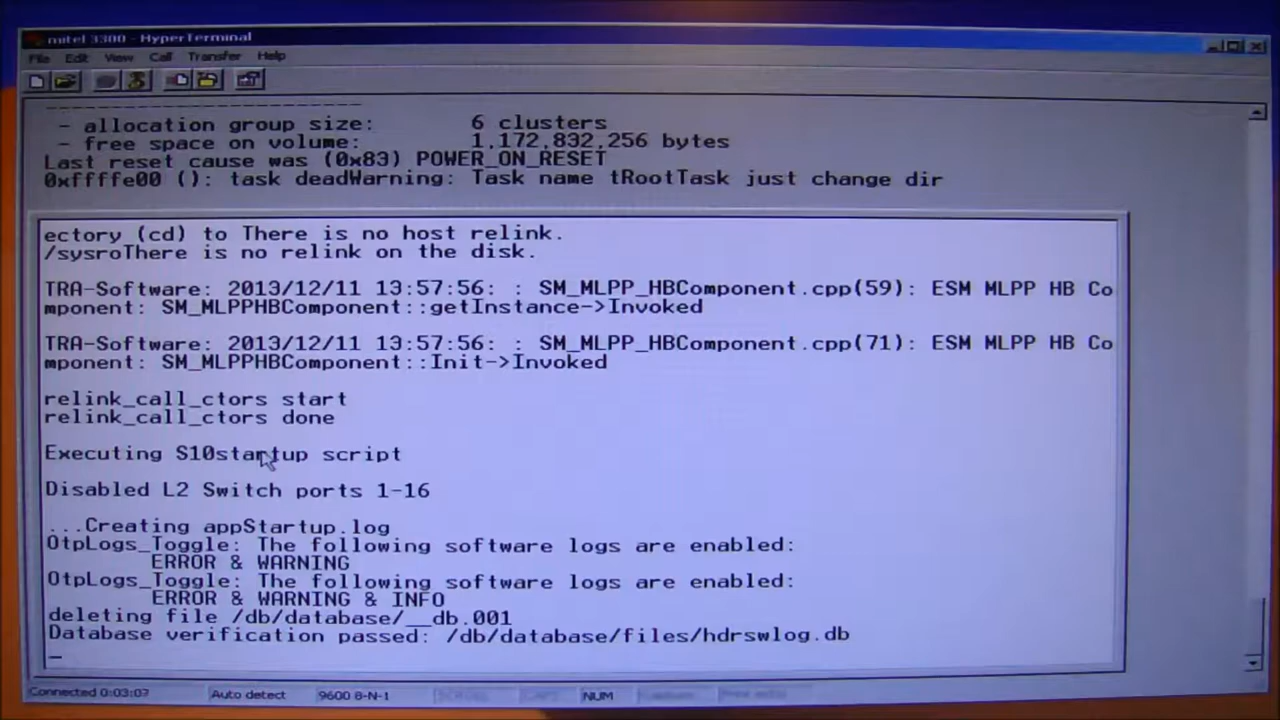 mitel 3300 - HyperTerminal
File Edit View Call Transfer Help
--------------------------
- allocation group size: 6 clusters
- free space on volume: 1,172,832,256 bytes
Last reset cause was (0x83) POWER_ON_RESET
0xffffe00 (): task deadWarning: Task name tRootTask just change dir
ectory (cd) to There is no host relink.
/sysroThere is no relink on the disk.
TRA-Software: 2013/12/11 13:57:56: : SM_MLPP_HBComponent.cpp(59): ESM MLPP HB Co
mponent: SM_MLPPHBComponent::getInstance->Invoked
TRA-Software: 2013/12/11 13:57:56: : SM_MLPP_HBComponent.cpp(71): ESM MLPP HB Co
mponent: SM_MLPPHBComponent::Init->Invoked
relink_call_ctors start
relink_call_ctors done
Executing S10startup script
Disabled L2 Switch ports 1-16
...Creating appStartup.log
OtpLogs_Toggle: The following software logs are enabled:
ERROR & WARNING
OtpLogs_Toggle: The following software logs are enabled:
ERROR & WARNING & INFO
deleting file /db/database/__db.001
Database verification passed: /db/database/files/hdrswlog.db
Connected 0:03:07 Auto detect 9600 8-N-1 SCROLL CAPS NUM Capture Print echo